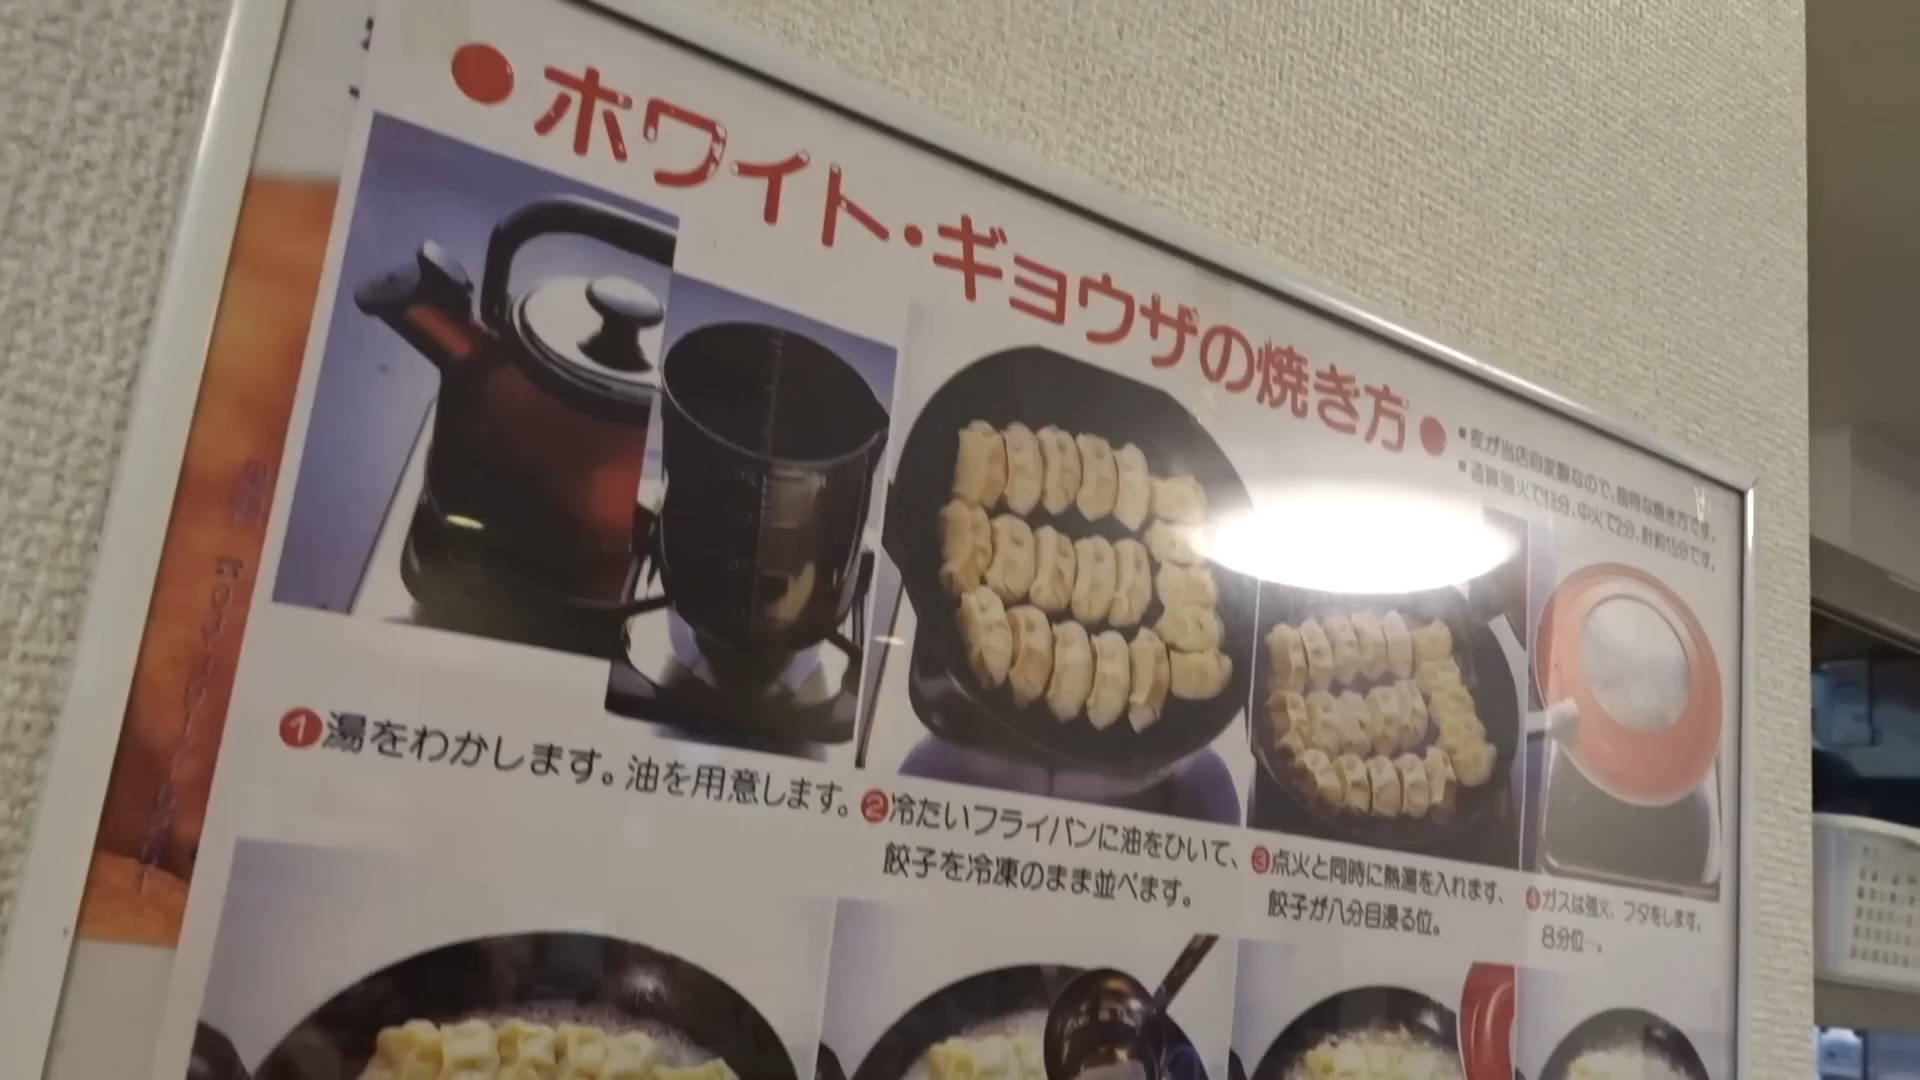 ●ホワイト・ギョウザの焼き方●
▪皮が当店自家製なので、独特な焼き方です。
▪通算強火で13分、中火で2分、計約15分です。
❶湯をわかします。油を用意します。
❷冷たいフライパンに油をひいて、
餃子を冷凍のまま並べます。
❸点火と同時に熱湯を入れます、
餃子が八分目浸る位。
❹ガスは強火、フタをします。
8分位…。